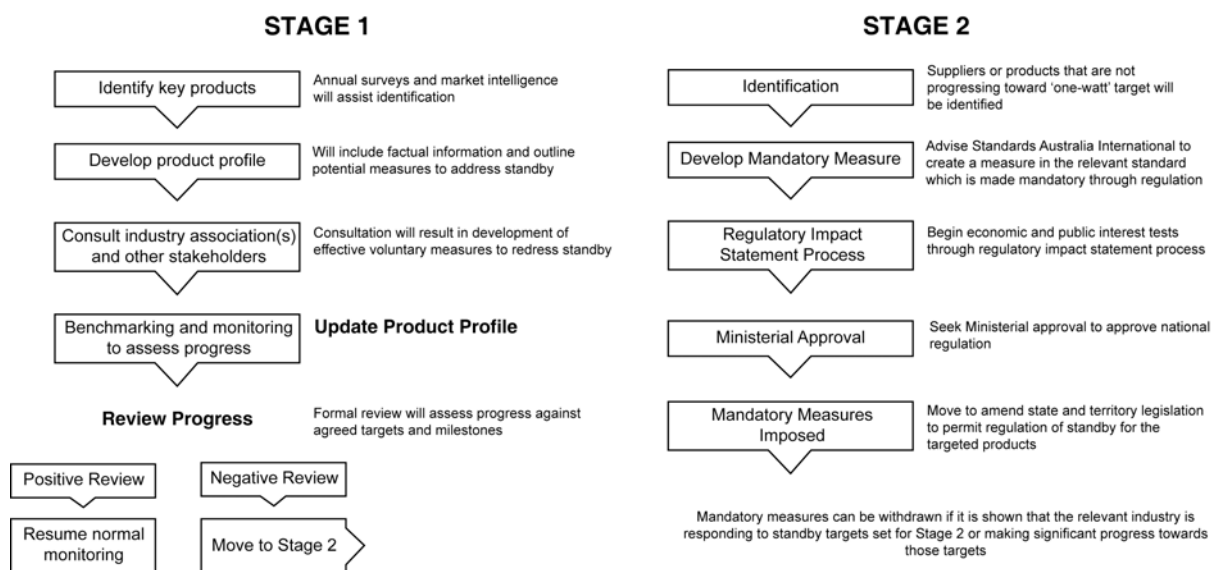 STAGE 1
Identify key products
Annual surveys and market intelligence
will assist identification
Develop product profile
Will include factual information and outline
potential measures to address standby
Consult industry association(s)
and other stakeholders
Consultation will result in development of
effective voluntary measures to redress standby
Benchmarking and monitoring
to assess progress
Update Product Profile
Review Progress
Formal review will assess progress against
agreed targets and milestones
Positive Review
Negative Review
Resume normal
monitoring
Move to Stage 2
STAGE 2
Identification
Suppliers or products that are not
progressing toward ‘one-watt’ target will
be identified
Develop Mandatory Measure
Advise Standards Australia International to
create a measure in the relevant standard
which is made mandatory through regulation
Regulatory Impact
Statement Process
Begin economic and public interest tests
through regulatory impact statement process
Ministerial Approval
Seek Ministerial approval to approve national
regulation
Mandatory Measures
Imposed
Move to amend state and territory legislation
to permit regulation of standby for the
targeted products
Mandatory measures can be withdrawn if it is shown that the relevant industry is
responding to standby targets set for Stage 2 or making significant progress towards
those targets